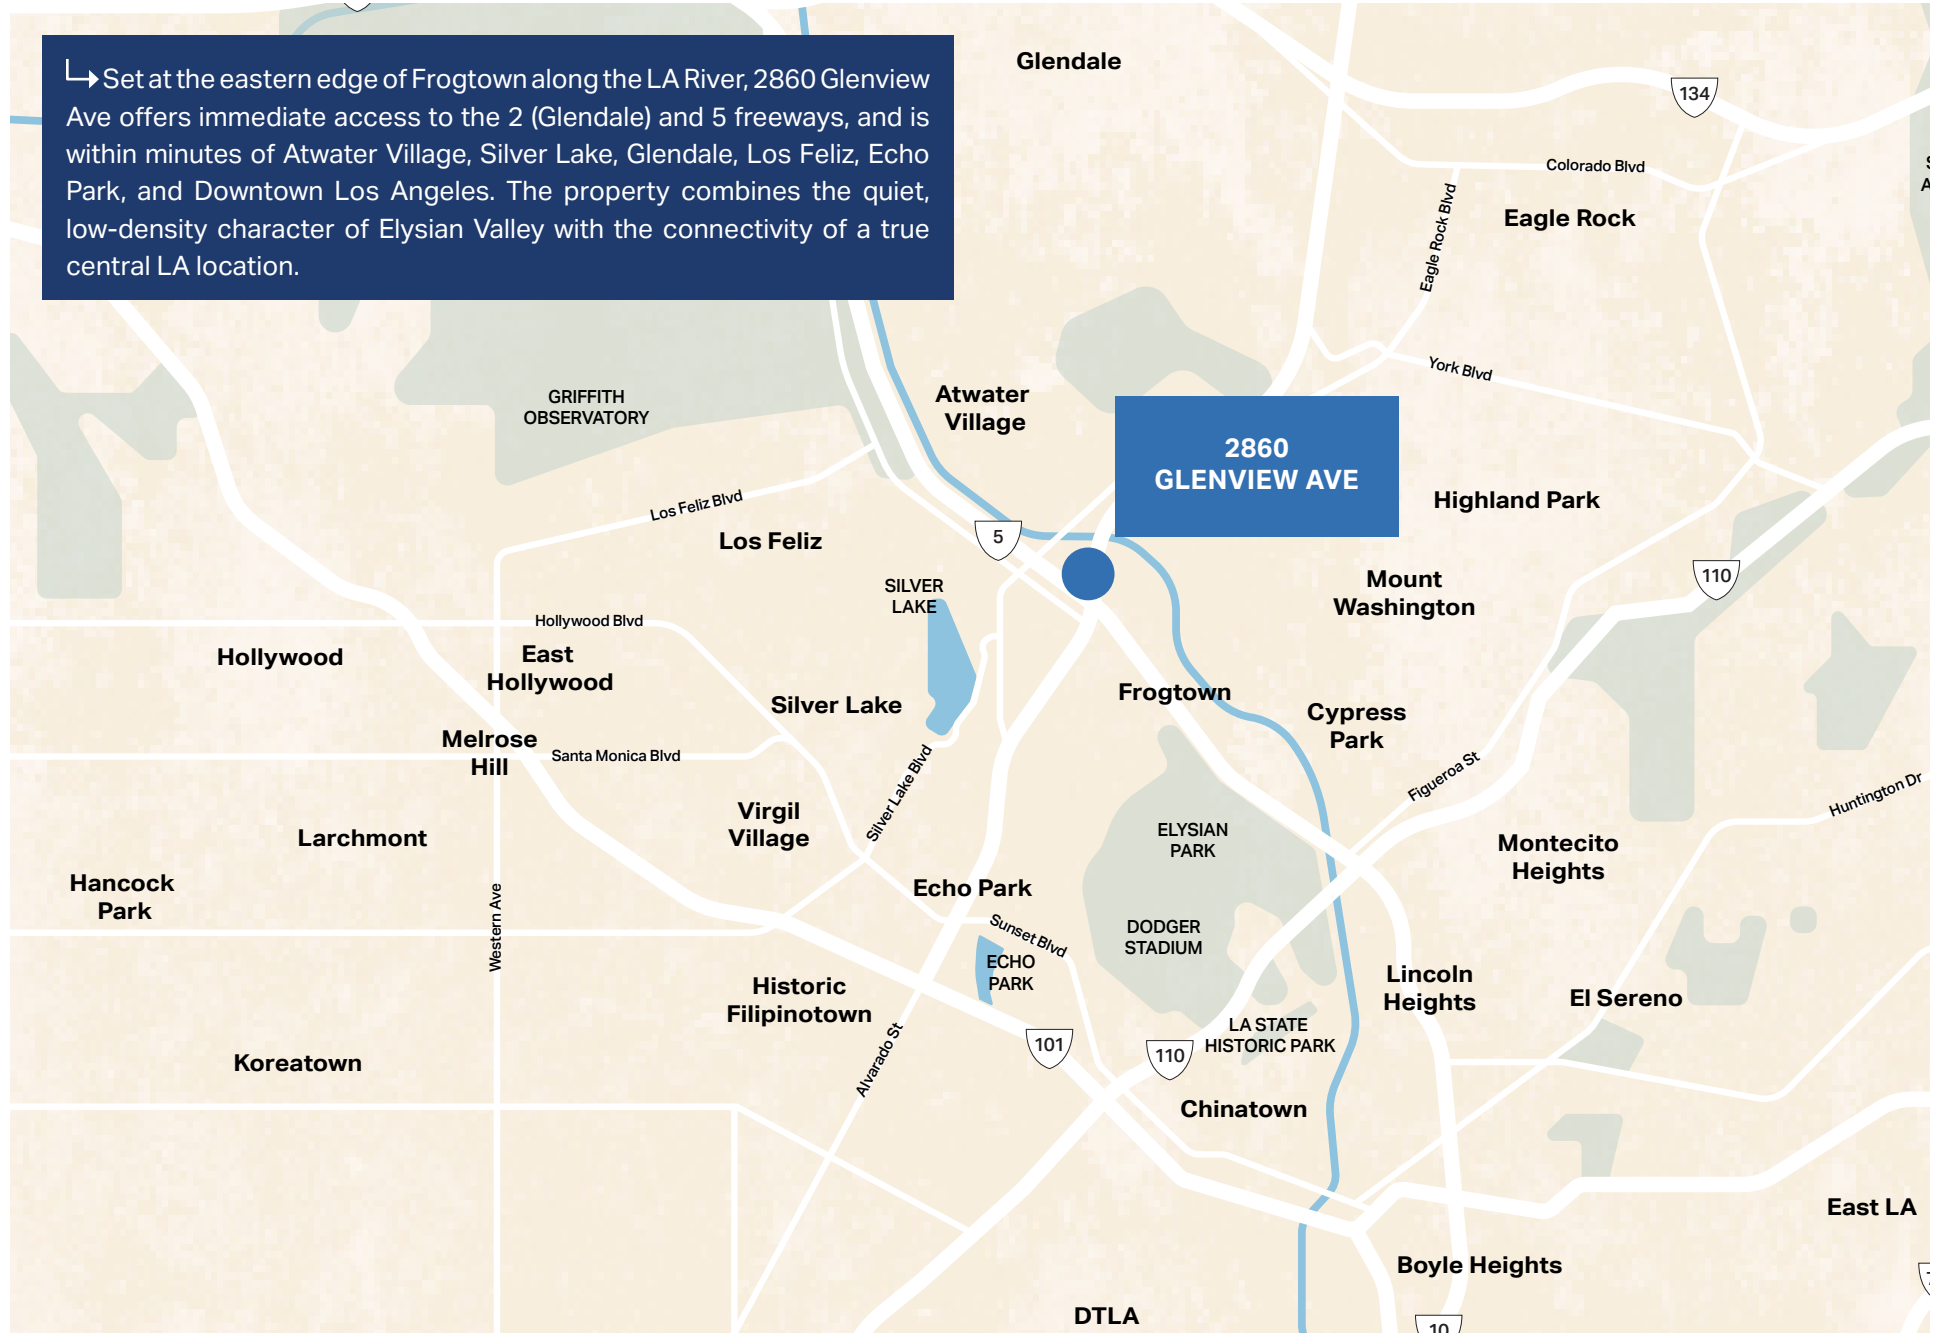 Set at the eastern edge of Frogtown along the LA River, 2860 Glenview
Ave offers immediate access to the 2 (Glendale) and 5 freeways, and is
within minutes of Atwater Village, Silver Lake, Glendale, Los Feliz, Echo
Park, and Downtown Los Angeles. The property combines the quiet,
low-density character of Elysian Valley with the connectivity of a true
central LA location.
Glendale
134
Colorado Blvd
Eagle Rock Blvd
Eagle Rock
York Blvd
GRIFFITH
OBSERVATORY
Atwater
Village
2860
GLENVIEW AVE
Highland Park
Los Feliz Blvd
Los Feliz
5
SILVER
LAKE
Mount
Washington
110
Hollywood Blvd
Hollywood
East
Hollywood
Silver Lake
Frogtown
Cypress
Park
Melrose
Hill
Santa Monica Blvd
Silver Lake Blvd
Figueroa St
Huntington Dr
Virgil
Village
Larchmont
ELYSIAN
PARK
Montecito
Heights
Hancock
Park
Western Ave
Echo Park
Sunset Blvd
DODGER
STADIUM
ECHO
PARK
Lincoln
Heights
El Sereno
Historic
Filipinotown
LA STATE
HISTORIC PARK
Alvarado St
101
110
Koreatown
Chinatown
East LA
Boyle Heights
DTLA
10